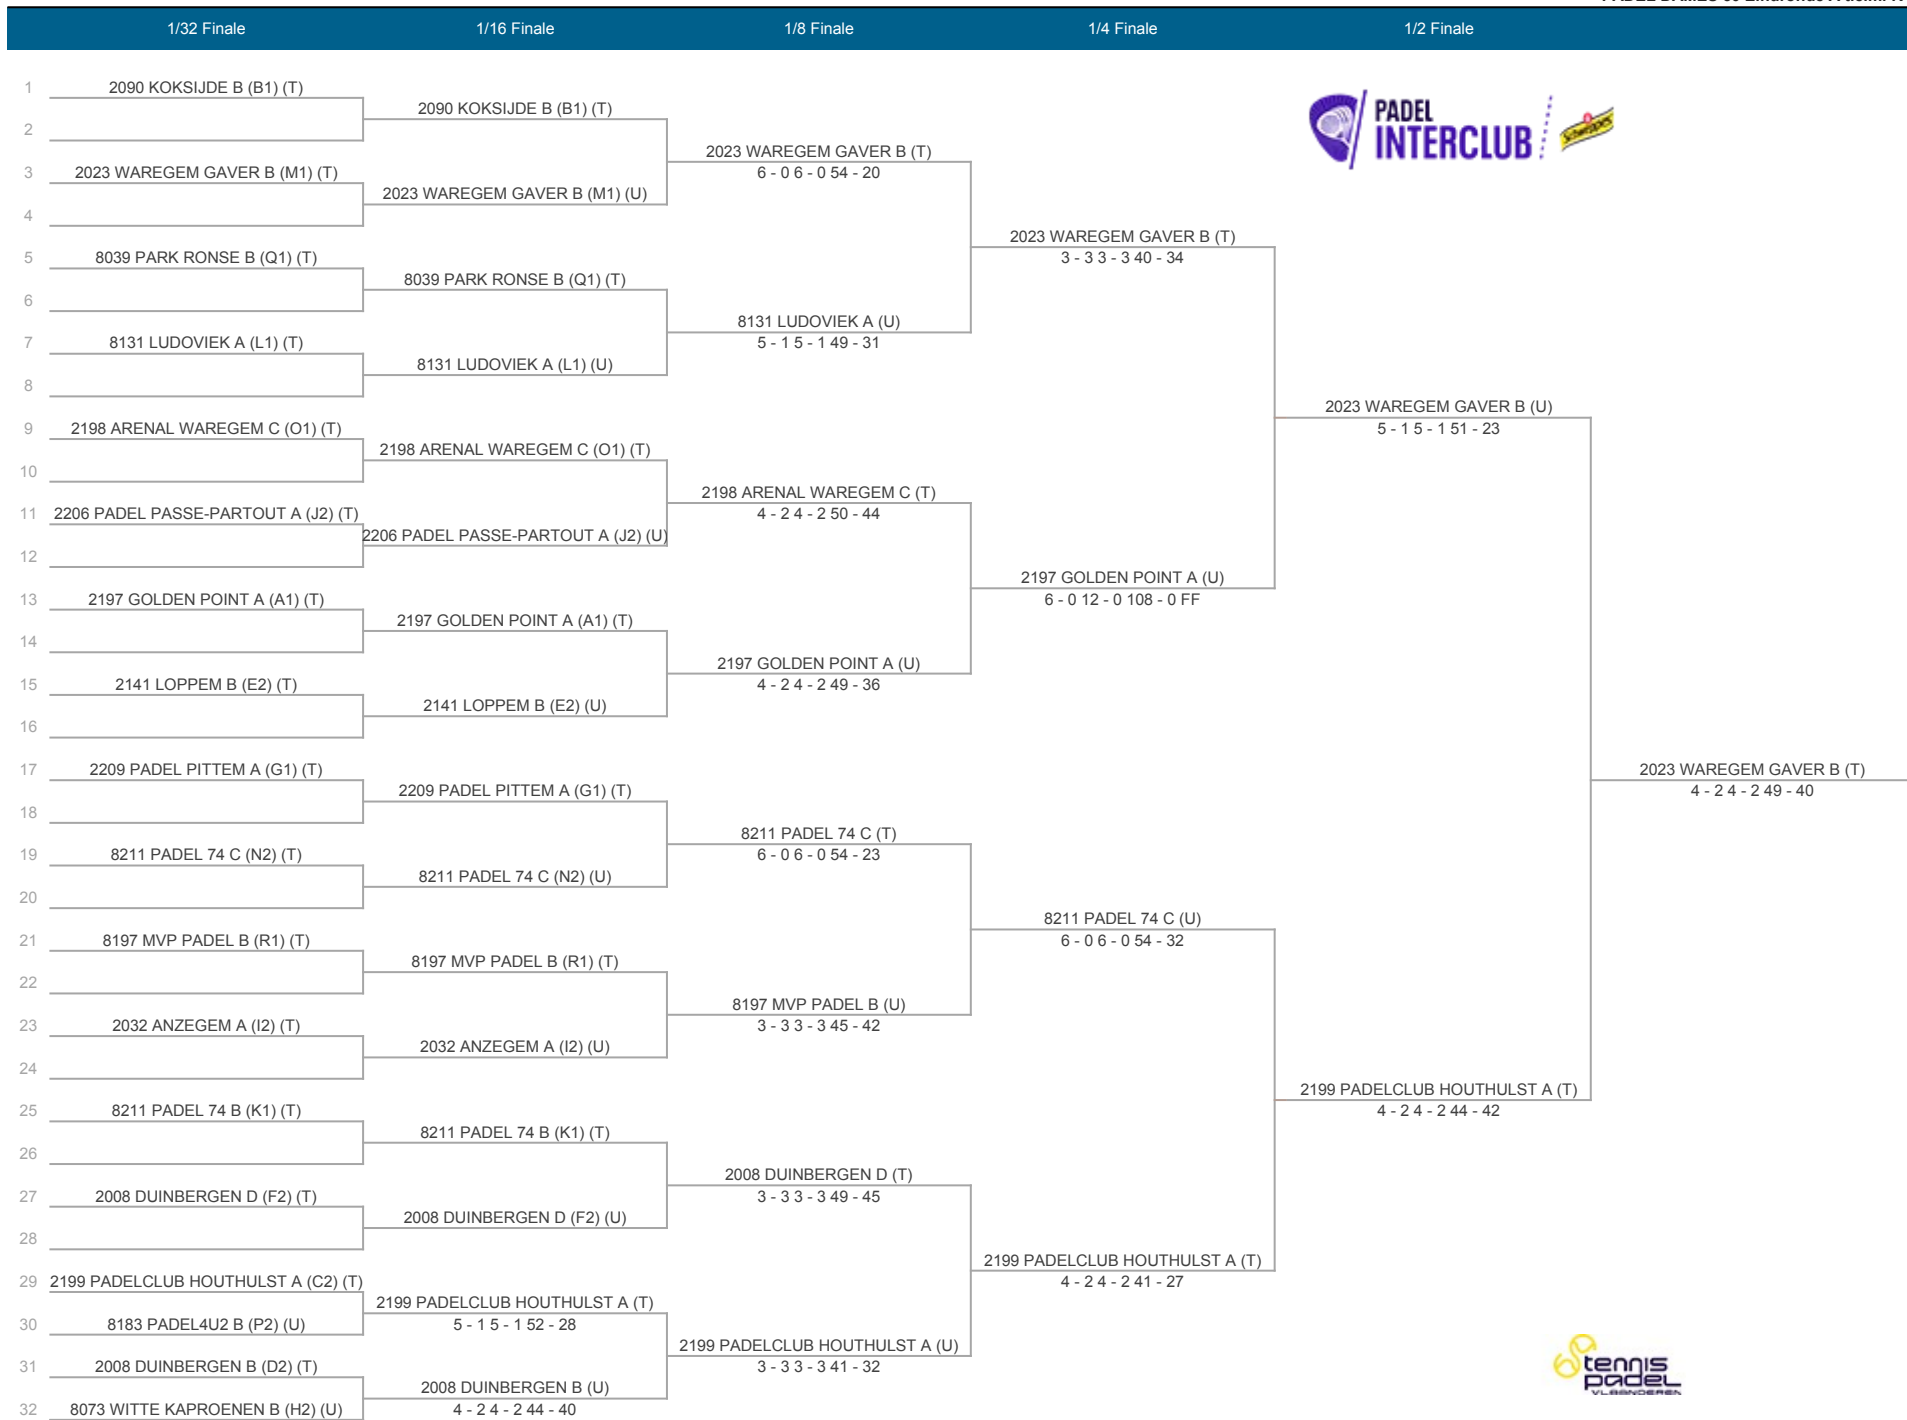 1/32 Finale
1/16 Finale
1/8 Finale
1/4 Finale
1/2 Finale
PADEL
INTERCLUB
Schweppes
1
2090 KOKSIJDE B (B1) (T)
2
3
2023 WAREGEM GAVER B (M1) (T)
4
5
8039 PARK RONSE B (Q1) (T)
6
7
8131 LUDOVIEK A (L1) (T)
8
9
2198 ARENAL WAREGEM C (O1) (T)
10
11
2206 PADEL PASSE-PARTOUT A (J2) (T)
12
13
2197 GOLDEN POINT A (A1) (T)
14
15
2141 LOPPEM B (E2) (T)
16
17
2209 PADEL PITTEM A (G1) (T)
18
19
8211 PADEL 74 C (N2) (T)
20
21
8197 MVP PADEL B (R1) (T)
22
23
2032 ANZEGEM A (I2) (T)
24
25
8211 PADEL 74 B (K1) (T)
26
27
2008 DUINBERGEN D (F2) (T)
28
29
2199 PADELCLUB HOUTHULST A (C2) (T)
30
8183 PADEL4U2 B (P2) (U)
31
2008 DUINBERGEN B (D2) (T)
32
8073 WITTE KAPROENEN B (H2) (U)
2090 KOKSIJDE B (B1) (T)
2023 WAREGEM GAVER B (M1) (U)
8039 PARK RONSE B (Q1) (T)
8131 LUDOVIEK A (L1) (U)
2198 ARENAL WAREGEM C (O1) (T)
2206 PADEL PASSE-PARTOUT A (J2) (U)
2197 GOLDEN POINT A (A1) (T)
2141 LOPPEM B (E2) (U)
2209 PADEL PITTEM A (G1) (T)
8211 PADEL 74 C (N2) (U)
8197 MVP PADEL B (R1) (T)
2032 ANZEGEM A (I2) (U)
8211 PADEL 74 B (K1) (T)
2008 DUINBERGEN D (F2) (U)
2199 PADELCLUB HOUTHULST A (T)
5 - 1 5 - 1 52 - 28
2008 DUINBERGEN B (U)
4 - 2 4 - 2 44 - 40
2023 WAREGEM GAVER B (T)
6 - 0 6 - 0 54 - 20
8131 LUDOVIEK A (U)
5 - 1 5 - 1 49 - 31
2198 ARENAL WAREGEM C (T)
4 - 2 4 - 2 50 - 44
2197 GOLDEN POINT A (U)
4 - 2 4 - 2 49 - 36
8211 PADEL 74 C (T)
6 - 0 6 - 0 54 - 23
8197 MVP PADEL B (U)
3 - 3 3 - 3 45 - 42
2008 DUINBERGEN D (T)
3 - 3 3 - 3 49 - 45
2199 PADELCLUB HOUTHULST A (U)
3 - 3 3 - 3 41 - 32
2023 WAREGEM GAVER B (T)
3 - 3 3 - 3 40 - 34
2197 GOLDEN POINT A (U)
6 - 0 12 - 0 108 - 0 FF
8211 PADEL 74 C (U)
6 - 0 6 - 0 54 - 32
2199 PADELCLUB HOUTHULST A (T)
4 - 2 4 - 2 41 - 27
2023 WAREGEM GAVER B (U)
5 - 1 5 - 1 51 - 23
2199 PADELCLUB HOUTHULST A (T)
4 - 2 4 - 2 44 - 42
2023 WAREGEM GAVER B (T)
4 - 2 4 - 2 49 - 40
tennis
padel
VLAANDEREN